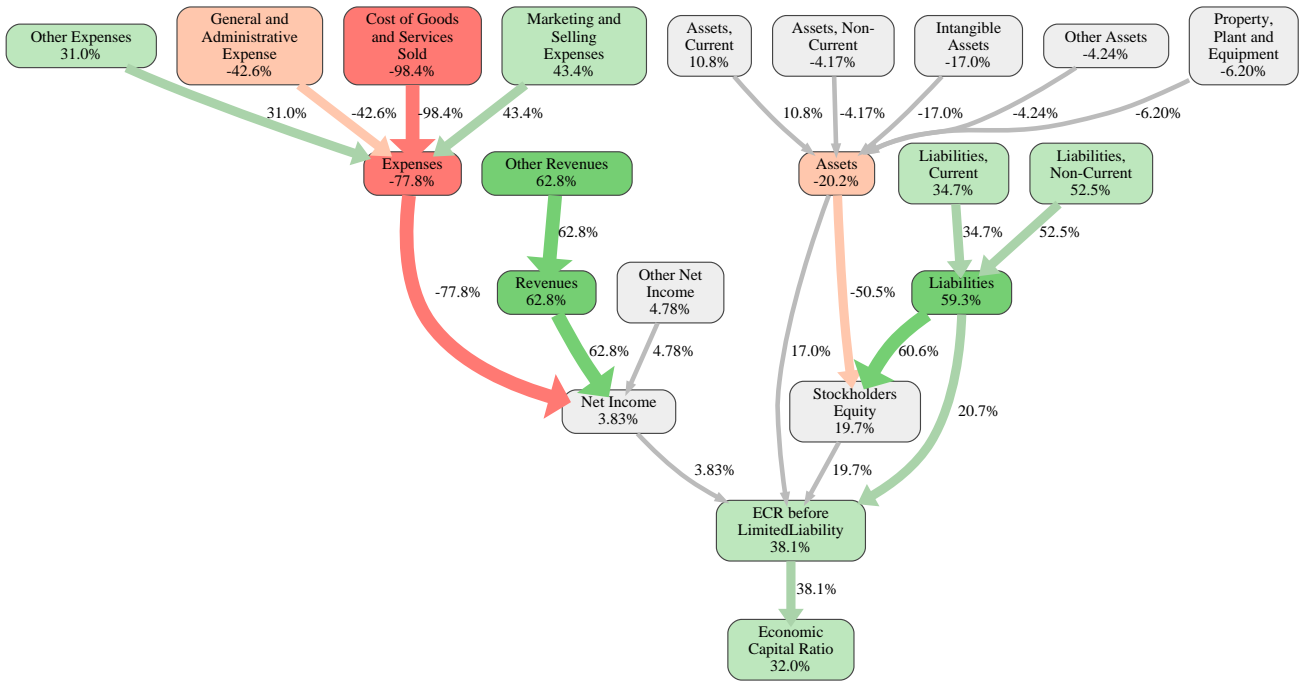 Other Expenses
31.0%
General and
Administrative
Expense
-42.6%
Cost of Goods
and Services
Sold
-98.4%
Marketing and
Selling
Expenses
43.4%
Assets,
Current
10.8%
Assets, Non-
Current
-4.17%
Intangible
Assets
-17.0%
Other Assets
-4.24%
Property,
Plant and
Equipment
-6.20%
31.0%
-42.6%
-98.4%
43.4%
10.8%
-4.17%
-17.0%
-4.24%
-6.20%
Expenses
-77.8%
Other Revenues
62.8%
Assets
-20.2%
Liabilities,
Current
34.7%
Liabilities,
Non-Current
52.5%
62.8%
34.7%
52.5%
Revenues
62.8%
Other Net
Income
4.78%
Liabilities
59.3%
-77.8%
-50.5%
62.8%
4.78%
17.0%
60.6%
Net Income
3.83%
Stockholders
Equity
19.7%
20.7%
3.83%
19.7%
ECR before
LimitedLiability
38.1%
38.1%
Economic
Capital Ratio
32.0%